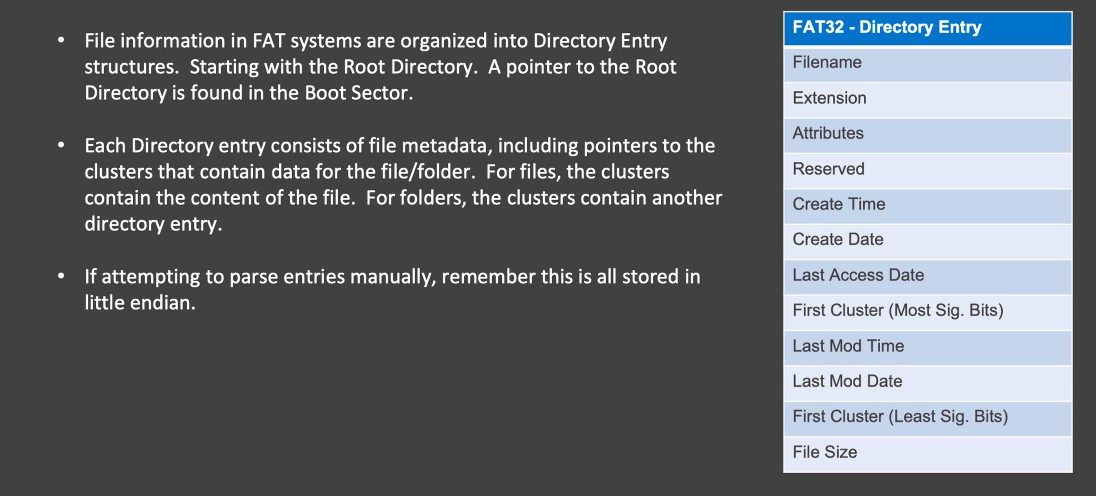 • File information in FAT systems are organized into Directory Entry
structures.  Starting with the Root Directory.  A pointer to the Root
Directory is found in the Boot Sector.
• Each Directory entry consists of file metadata, including pointers to the
clusters that contain data for the file/folder.  For files, the clusters
contain the content of the file.  For folders, the clusters contain another
directory entry.
• If attempting to parse entries manually, remember this is all stored in
little endian.
FAT32 - Directory Entry
Filename
Extension
Attributes
Reserved
Create Time
Create Date
Last Access Date
First Cluster (Most Sig. Bits)
Last Mod Time
Last Mod Date
First Cluster (Least Sig. Bits)
File Size